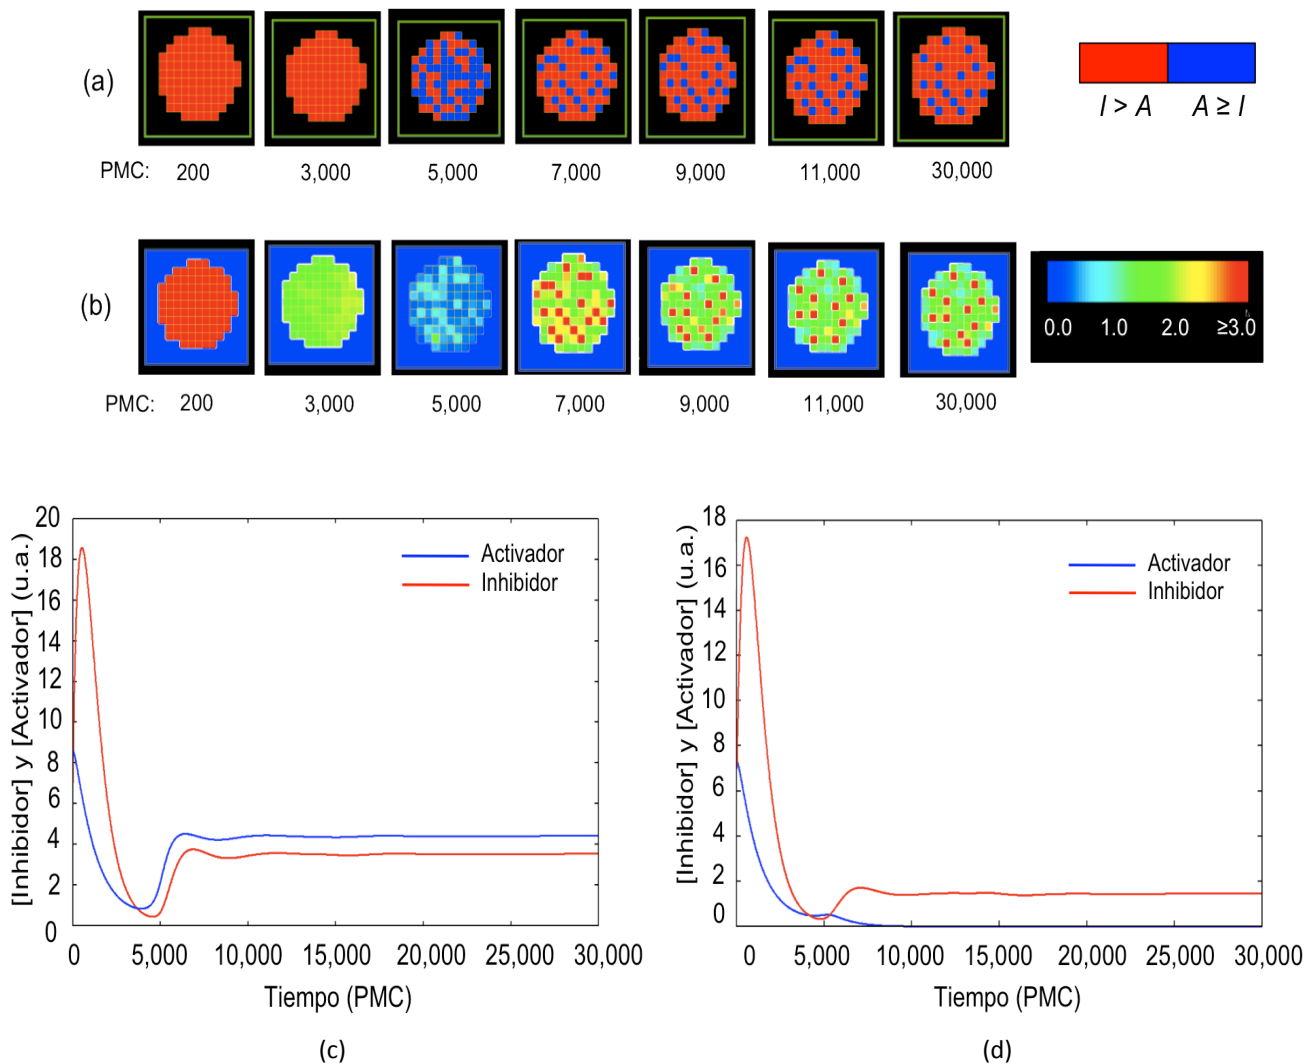 (a)
I > A A ≥ I
PMC: 200 3,000 5,000 7,000 9,000 11,000 30,000
(b)
0.0 1.0 2.0 ≥3.0
PMC: 200 3,000 5,000 7,000 9,000 11,000 30,000
[Inhibidor] y [Activador] (u.a.)
20
18
16
14
12
10
8
6
4
2
0
Activador
Inhibidor
0 5,000 10,000 15,000 20,000 25,000 30,000
Tiempo (PMC)
(c)
[Inhibidor] y [Activador] (u.a.)
18
16
14
12
10
8
6
4
2
0
Activador
Inhibidor
0 5,000 10,000 15,000 20,000 25,000 30,000
Tiempo (PMC)
(d)